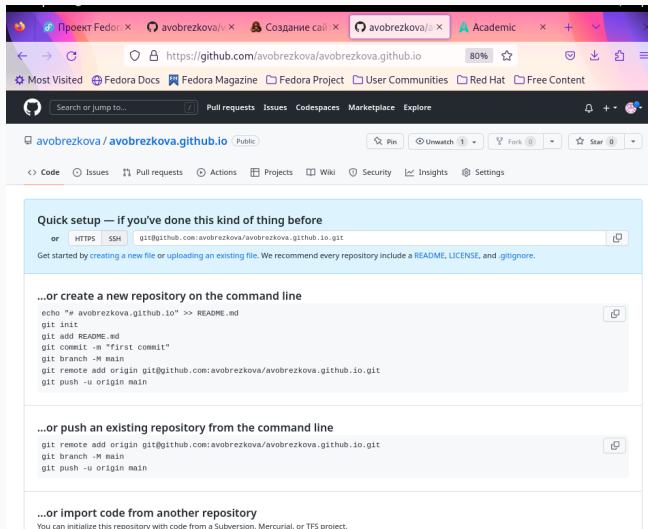 Проект Fedor
avobrezkova/v
Создание сай
avobrezkova/a
Academic
https://github.com/avobrezkova/avobrezkova.github.io
80%
Most Visited
Fedora Docs
Fedora Magazine
Fedora Project
User Communities
Red Hat
Free Content
Search or jump to...
/
Pull requests
Issues
Codespaces
Marketplace
Explore
avobrezkova / avobrezkova.github.io
Public
Pin
Unwatch 1
Fork 0
Star 0
Code
Issues
Pull requests
Actions
Projects
Wiki
Security
Insights
Settings
Quick setup — if you've done this kind of thing before
or
HTTPS
SSH
git@github.com:avobrezkova/avobrezkova.github.io.git
Get started by creating a new file or uploading an existing file. We recommend every repository include a README, LICENSE, and .gitignore.
...or create a new repository on the command line
echo "# avobrezkova.github.io" >> README.md
git init
git add README.md
git commit -m "first commit"
git branch -M main
git remote add origin git@github.com:avobrezkova/avobrezkova.github.io.git
git push -u origin main
...or push an existing repository from the command line
git remote add origin git@github.com:avobrezkova/avobrezkova.github.io.git
git branch -M main
git push -u origin main
...or import code from another repository
You can initialize this repository with code from a Subversion, Mercurial, or TFS project.